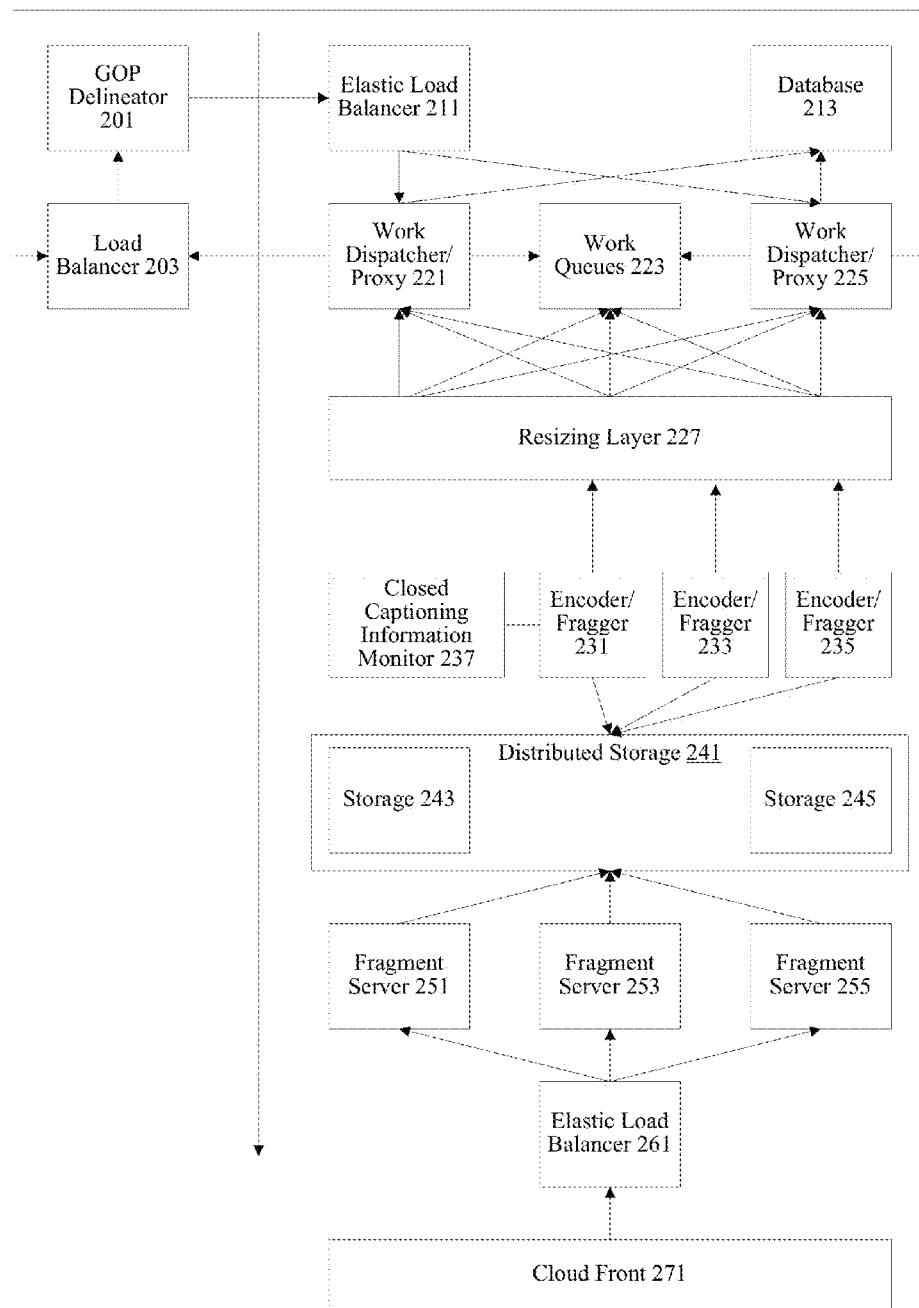 GOP
Delineator
201
Elastic Load
Balancer 211
Database
213
Load
Balancer 203
Work
Dispatcher/
Proxy 221
Work
Queues 223
Work
Dispatcher/
Proxy 225
Resizing Layer 227
Closed
Captioning
Information
Monitor 237
Encoder/
Fragger
231
Encoder/
Fragger
233
Encoder/
Fragger
235
Distributed Storage 241
Storage 243
Storage 245
Fragment
Server 251
Fragment
Server 253
Fragment
Server 255
Elastic Load
Balancer 261
Cloud Front 271